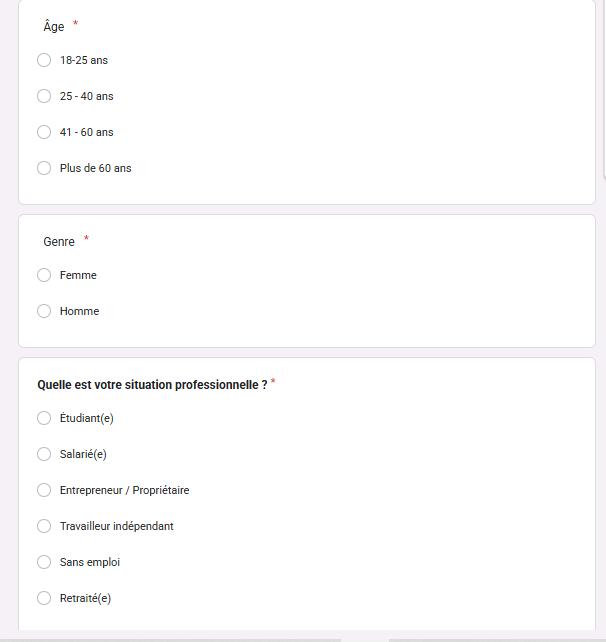 Âge *
18-25 ans
25 - 40 ans
41 - 60 ans
Plus de 60 ans
Genre *
Femme
Homme
Quelle est votre situation professionnelle ? *
Étudiant(e)
Salarié(e)
Entrepreneur / Propriétaire
Travailleur indépendant
Sans emploi
Retraité(e)